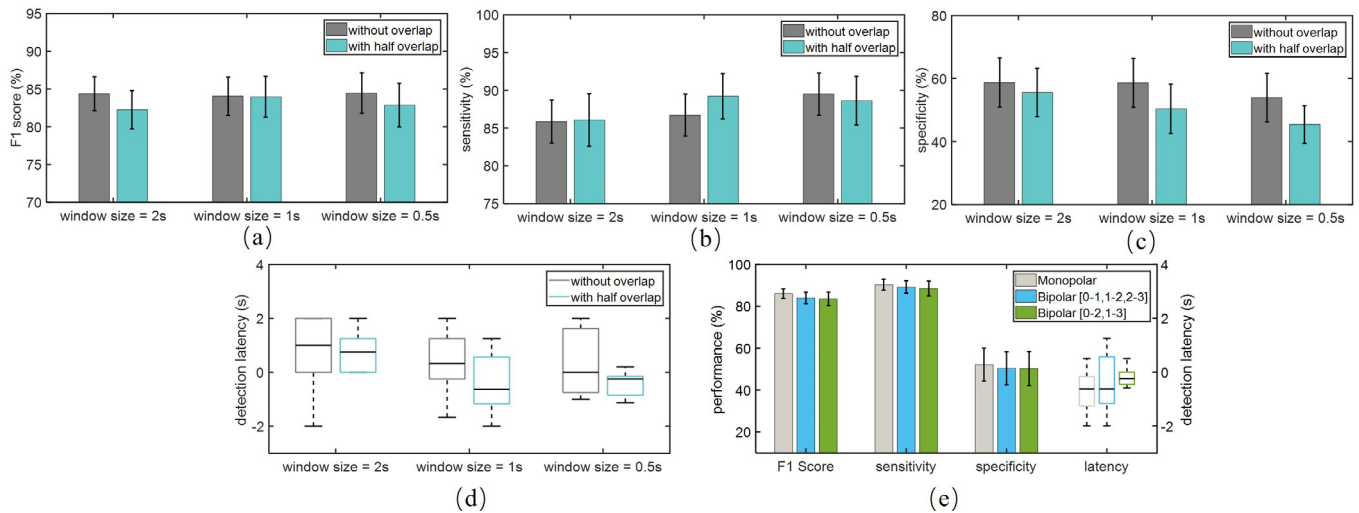 95
90
85
80
75
70
F1 score (%)
without overlap
with half overlap
window size = 2s
window size = 1s
window size = 0.5s
(a)
100
95
90
85
80
75
sensitivity (%)
without overlap
with half overlap
window size = 2s
window size = 1s
window size = 0.5s
(b)
100
80
60
40
20
specificity (%)
without overlap
with half overlap
window size = 2s
window size = 1s
window size = 0.5s
(c)
4
2
0
-2
detection latency (s)
without overlap
with half overlap
window size = 2s
window size = 1s
window size = 0.5s
(d)
100
80
60
40
20
performance (%)
Monopolar
Bipolar [0-1,1-2,2-3]
Bipolar [0-2,1-3]
4
2
0
-2
detection latency (s)
F1 Score
sensitivity
specificity
latency
(e)